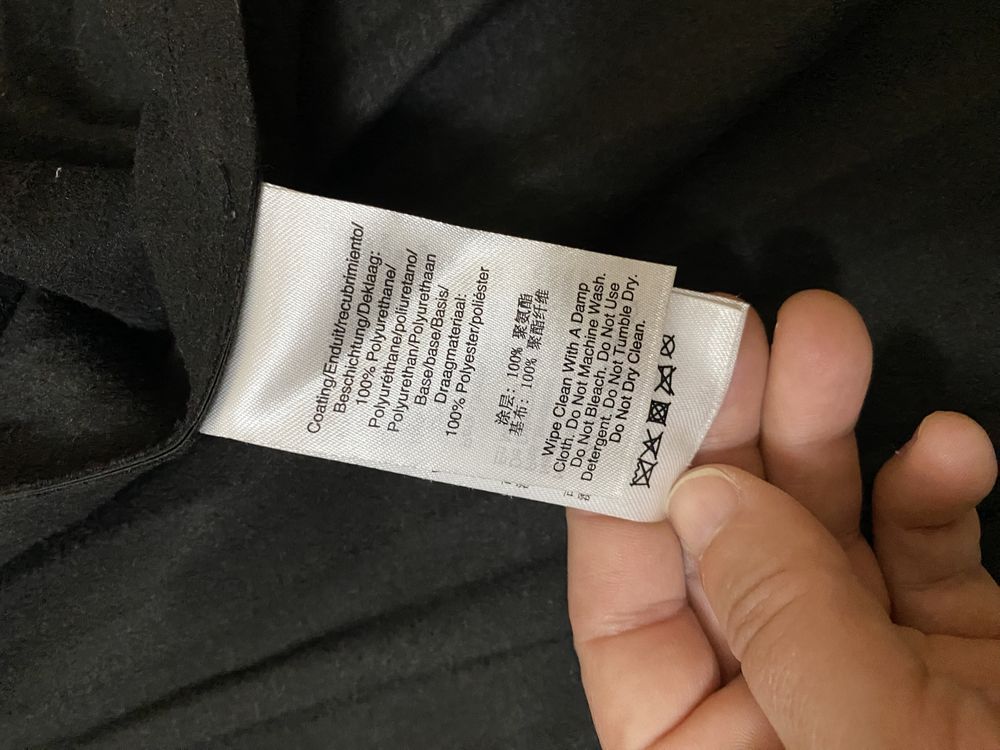 Coating/Enduit/recubrimiento/
Beschichtung/Deklaag:
100% Polyurethane/
Polyuréthane/poliuretano/
Polyurethan/Polyurethaan
Base/base/Base/Basis/
Draagmateriaal:
100% Polyester/poliéster
涂层: 100% 聚氨酯
基布: 100% 聚酯纤维
Wipe Clean With A Damp
Cloth. Do Not Machine Wash.
Do Not Bleach. Do Not Use
Detergent. Do Not Tumble Dry.
Do Not Dry Clean.